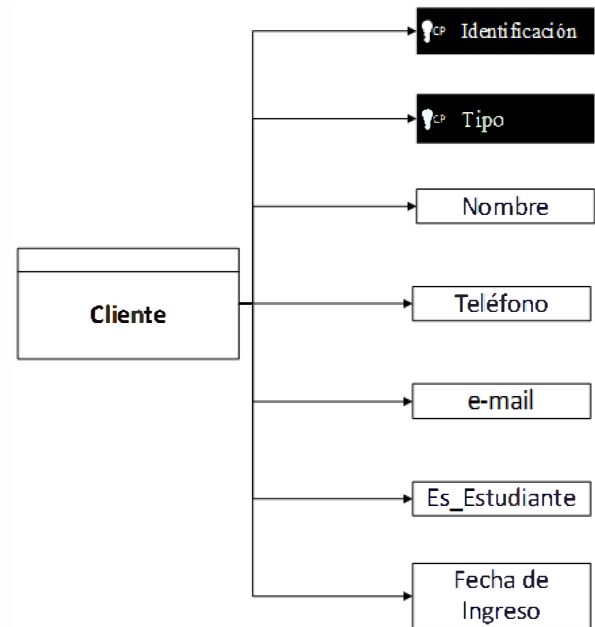 CP Identificación
CP Tipo
Nombre
Teléfono
Cliente
e-mail
Es_Estudiante
Fecha de
Ingreso